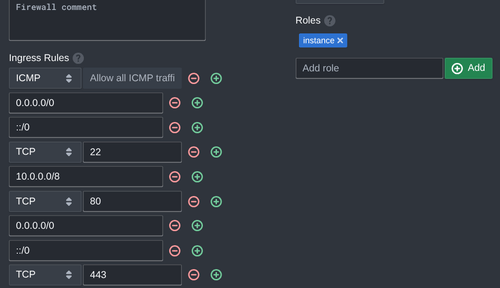 Firewall comment
Roles ?
instance ×
Add role
Add
Ingress Rules ?
ICMP Allow all ICMP traffi
0.0.0.0/0
::/0
TCP 22
10.0.0.0/8
TCP 80
0.0.0.0/0
::/0
TCP 443